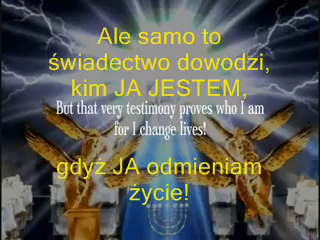 Ale samo to
świadectwo dowodzi,
kim JA JESTEM,
But that very testimony proves who I am
for I change lives!
gdyż JA odmieniam
życie!